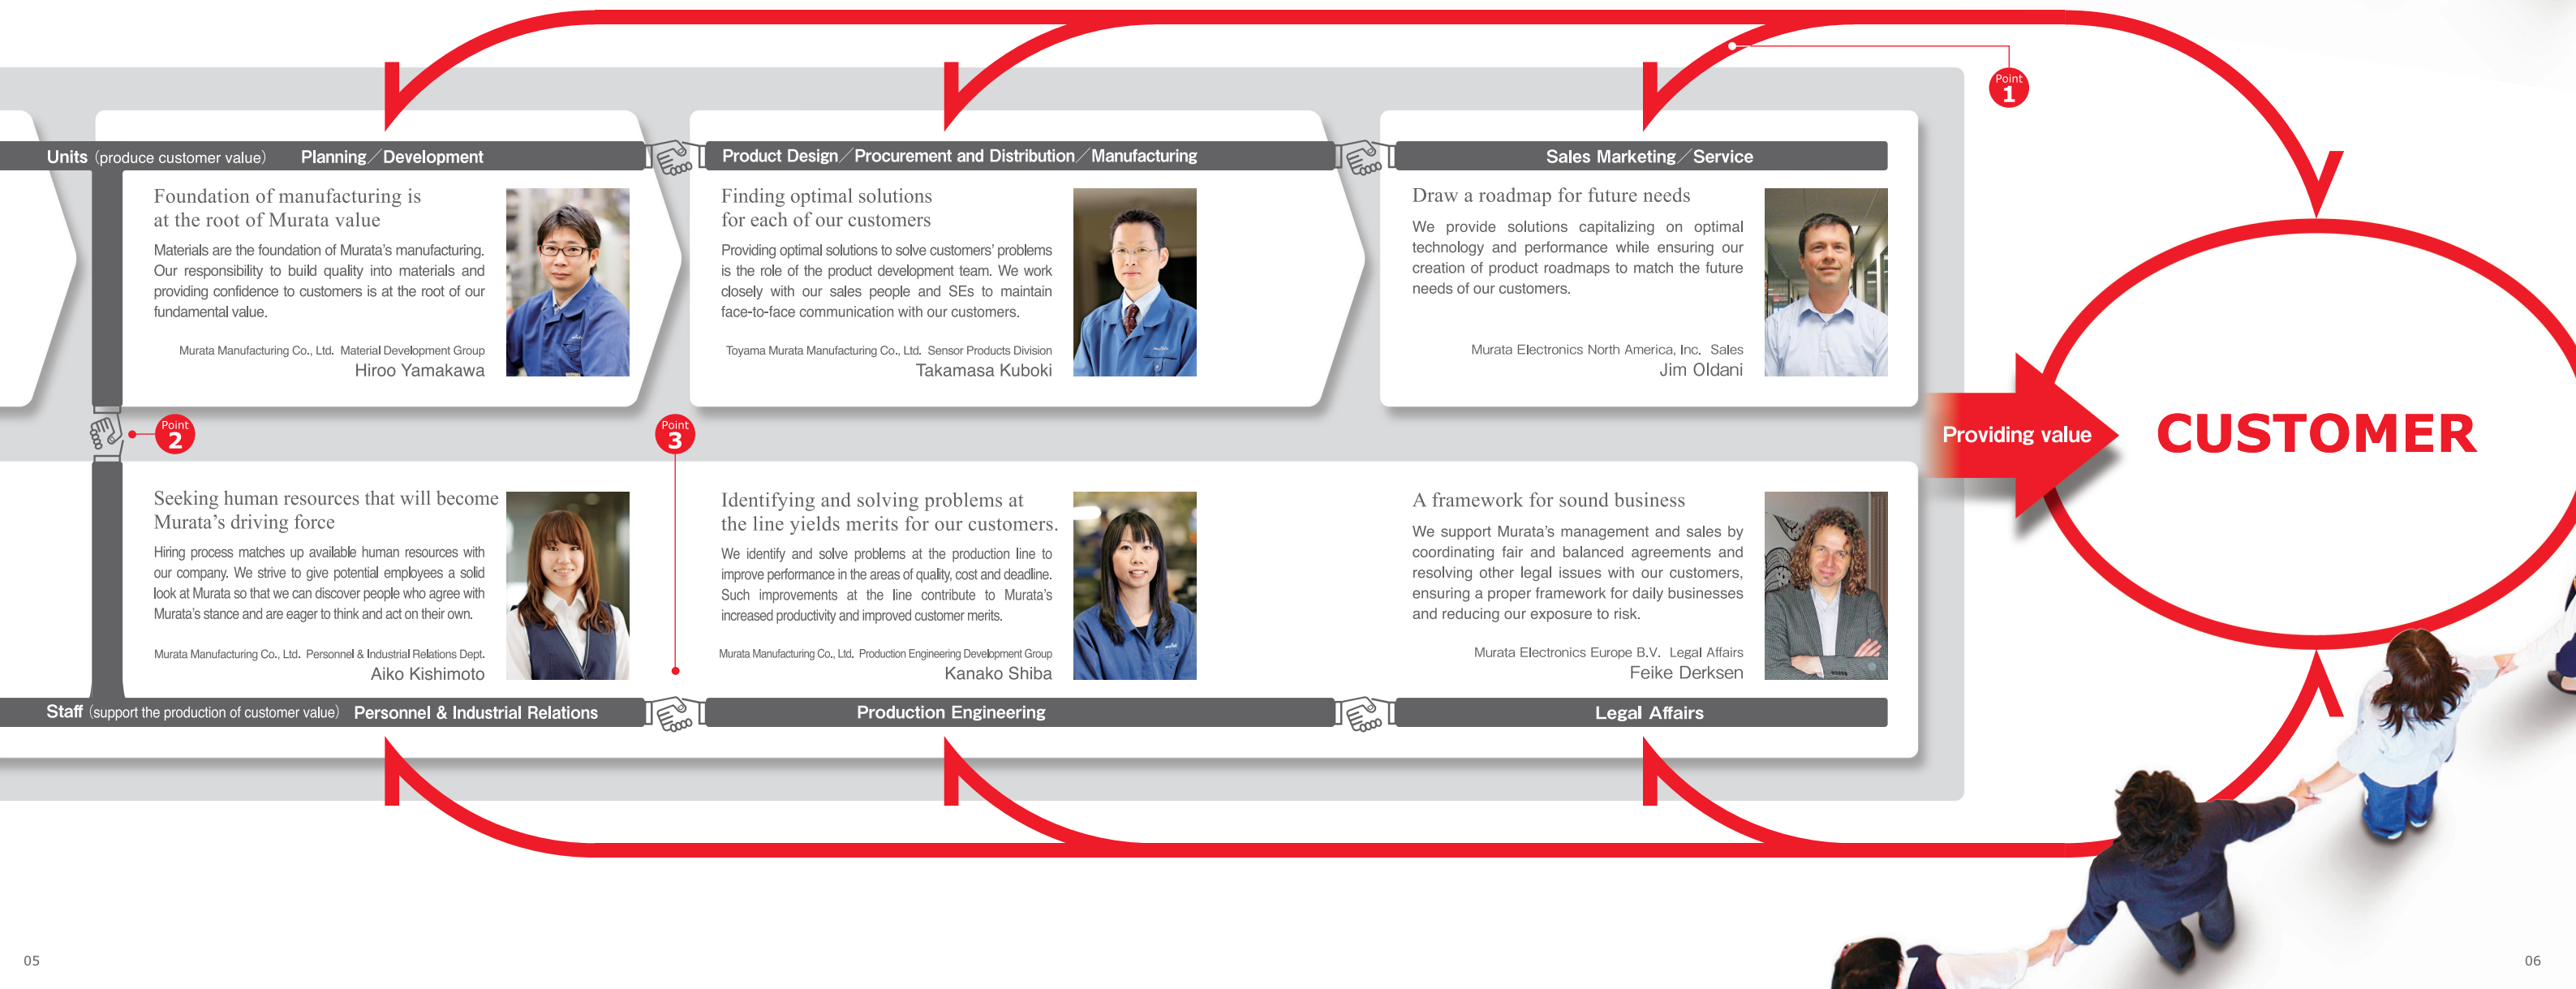 Point
1
Units (produce customer value) Planning／Development
Product Design／Procurement and Distribution／Manufacturing
Sales Marketing／Service
Foundation of manufacturing is
at the root of Murata value
Materials are the foundation of Murata's manufacturing.
Our responsibility to build quality into materials and
providing confidence to customers is at the root of our
fundamental value.
Murata Manufacturing Co., Ltd. Material Development Group
Hiroo Yamakawa
Finding optimal solutions
for each of our customers
Providing optimal solutions to solve customers' problems
is the role of the product development team. We work
closely with our sales people and SEs to maintain
face-to-face communication with our customers.
Toyama Murata Manufacturing Co., Ltd. Sensor Products Division
Takamasa Kuboki
Draw a roadmap for future needs
We provide solutions capitalizing on optimal
technology and performance while ensuring our
creation of product roadmaps to match the future
needs of our customers.
Murata Electronics North America, Inc. Sales
Jim Oldani
Point
2
Point
3
Providing value
CUSTOMER
Seeking human resources that will become
Murata's driving force
Hiring process matches up available human resources with
our company. We strive to give potential employees a solid
look at Murata so that we can discover people who agree with
Murata's stance and are eager to think and act on their own.
Murata Manufacturing Co., Ltd. Personnel & Industrial Relations Dept.
Aiko Kishimoto
Identifying and solving problems at
the line yields merits for our customers.
We identify and solve problems at the production line to
improve performance in the areas of quality, cost and deadline.
Such improvements at the line contribute to Murata's
increased productivity and improved customer merits.
Murata Manufacturing Co., Ltd. Production Engineering Development Group
Kanako Shiba
A framework for sound business
We support Murata's management and sales by
coordinating fair and balanced agreements and
resolving other legal issues with our customers,
ensuring a proper framework for daily businesses
and reducing our exposure to risk.
Murata Electronics Europe B.V. Legal Affairs
Feike Derksen
Staff (support the production of customer value) Personnel & Industrial Relations
Production Engineering
Legal Affairs
05
06